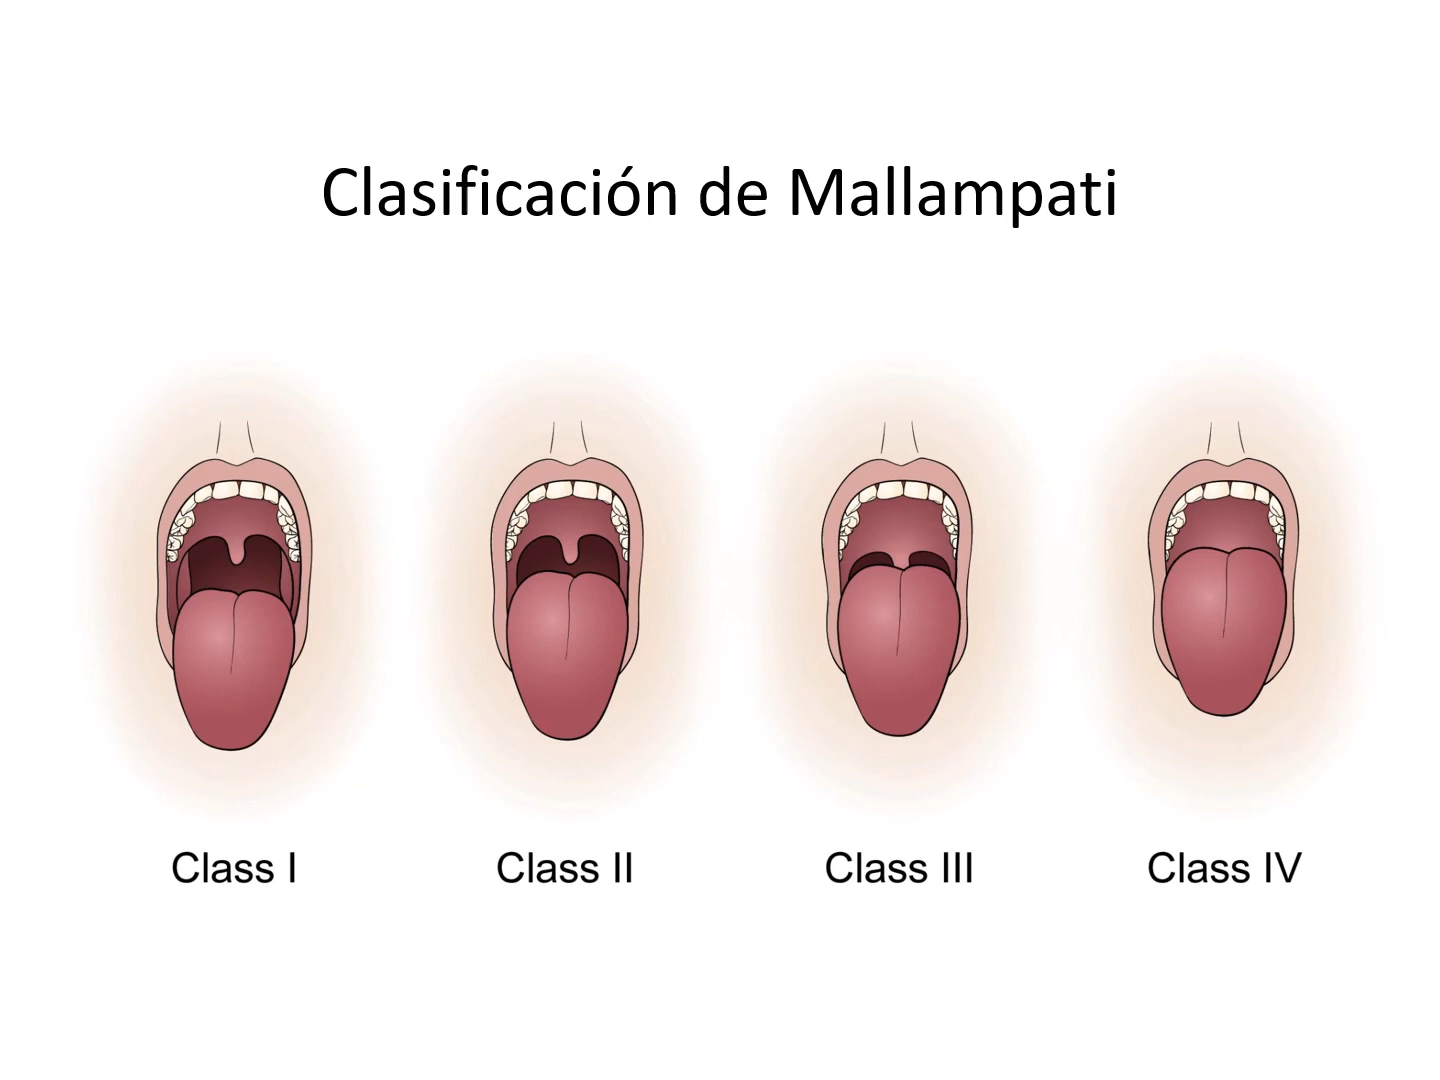 Clasificación de Mallampati
Class I
Class II
Class III
Class IV